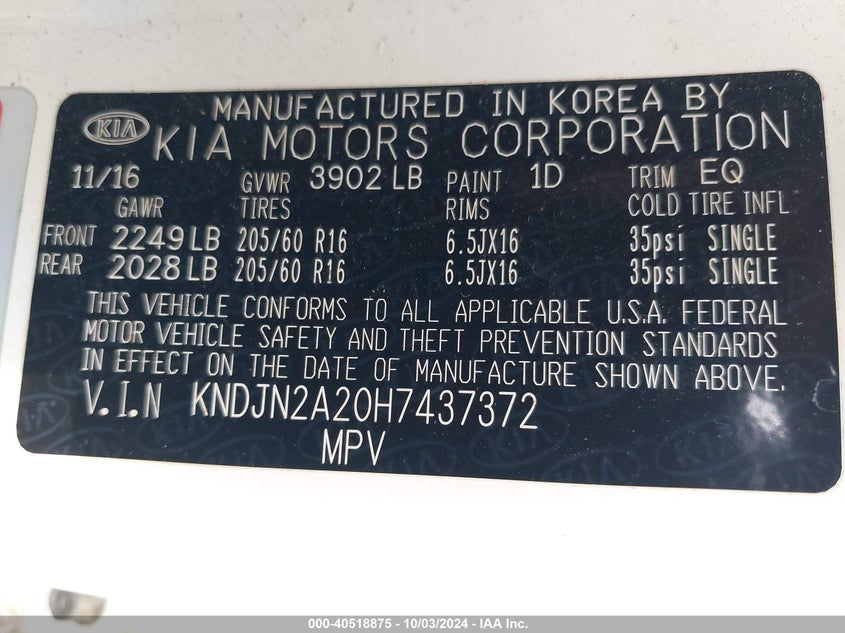 MANUFACTURED IN KOREA BY
KIA KIA MOTORS CORPORATION
11/16 GVWR 3902 LB PAINT 1D TRIM EQ
GAWR TIRES RIMS COLD TIRE INFL
FRONT 2249 LB 205/60 R16 6.5JX16 35psi SINGLE
REAR 2028 LB 205/60 R16 6.5JX16 35psi SINGLE
THIS VEHICLE CONFORMS TO ALL APPLICABLE U.S.A. FEDERAL
MOTOR VEHICLE SAFETY AND THEFT PREVENTION STANDARDS
IN EFFECT ON THE DATE OF MANUFACTURE SHOWN ABOVE.
V.I.N KNDJN2A20H7437372
MPV
000-40518875 - 10/03/2024 - IAA Inc.